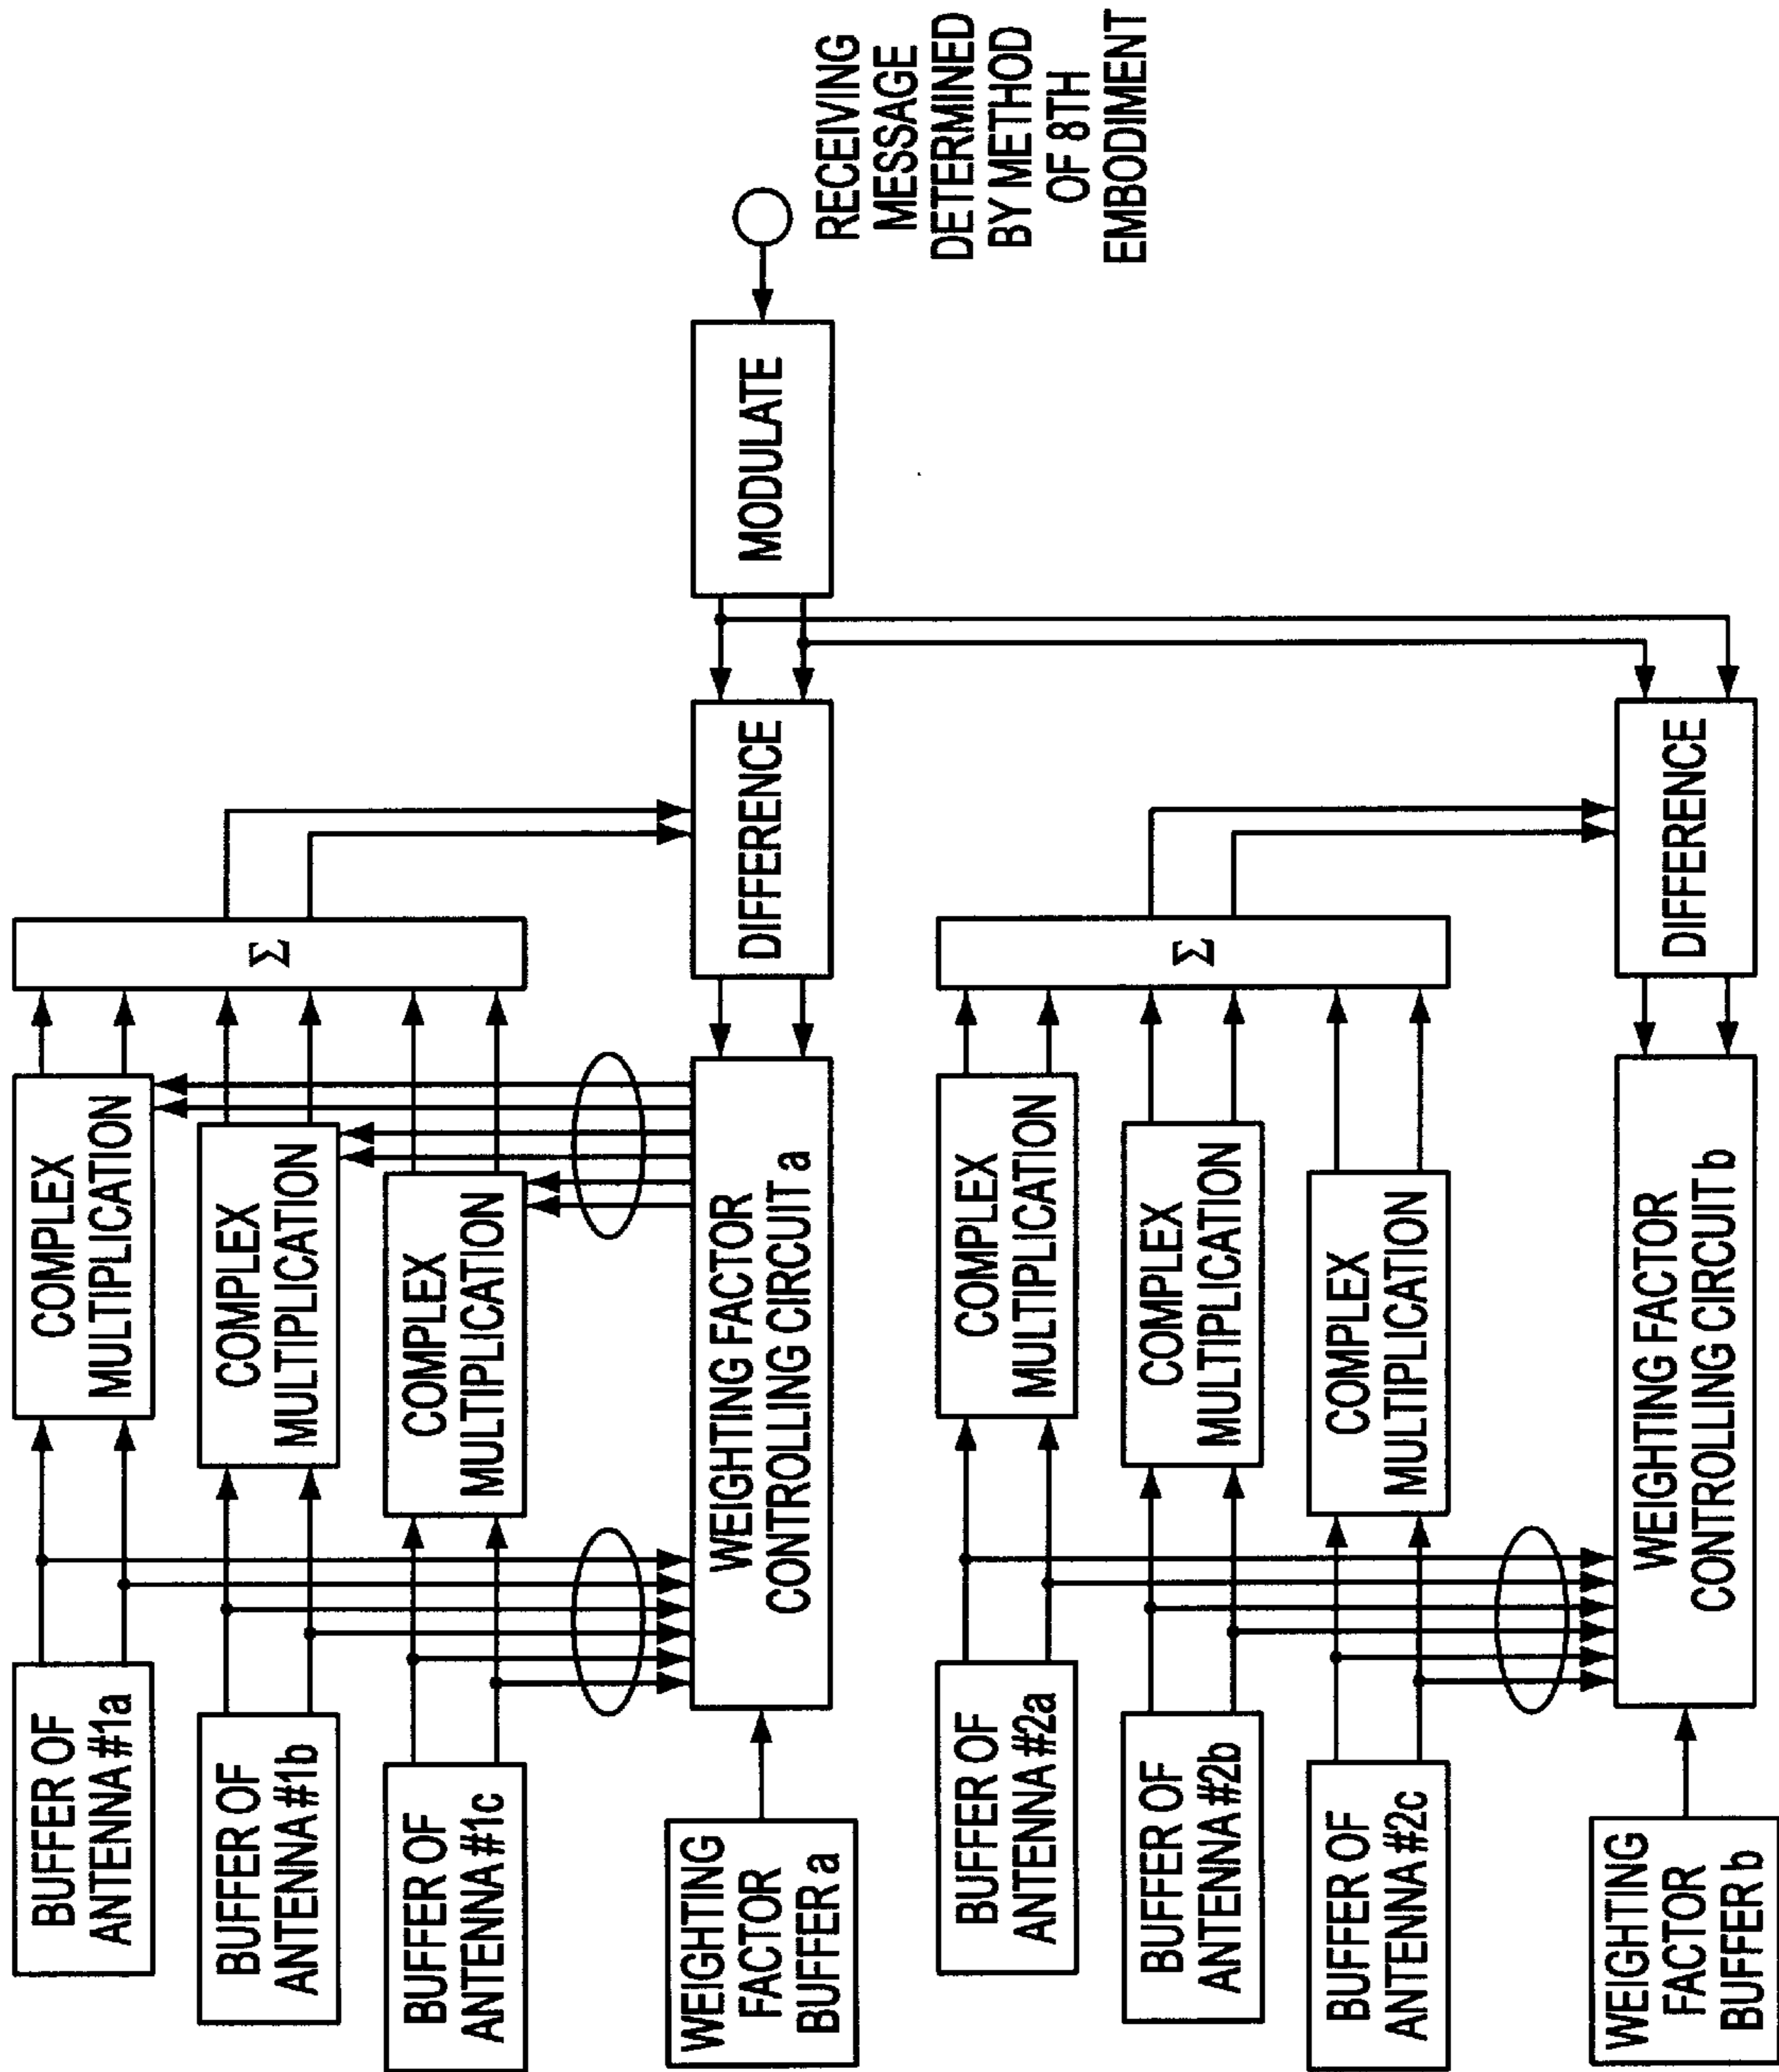 BUFFER OF
ANTENNA #1a
COMPLEX
MULTIPLICATION
Σ
BUFFER OF
ANTENNA #1b
COMPLEX
MULTIPLICATION
BUFFER OF
ANTENNA #1c
COMPLEX
MULTIPLICATION
WEIGHTING
FACTOR
BUFFER a
WEIGHTING FACTOR
CONTROLLING CIRCUIT a
DIFFERENCE
MODULATE
RECEIVING
MESSAGE
DETERMINED
BY METHOD
OF 8TH
EMBODIMENT
BUFFER OF
ANTENNA #2a
COMPLEX
MULTIPLICATION
Σ
BUFFER OF
ANTENNA #2b
COMPLEX
MULTIPLICATION
BUFFER OF
ANTENNA #2c
COMPLEX
MULTIPLICATION
WEIGHTING
FACTOR
BUFFER b
WEIGHTING FACTOR
CONTROLLING CIRCUIT b
DIFFERENCE